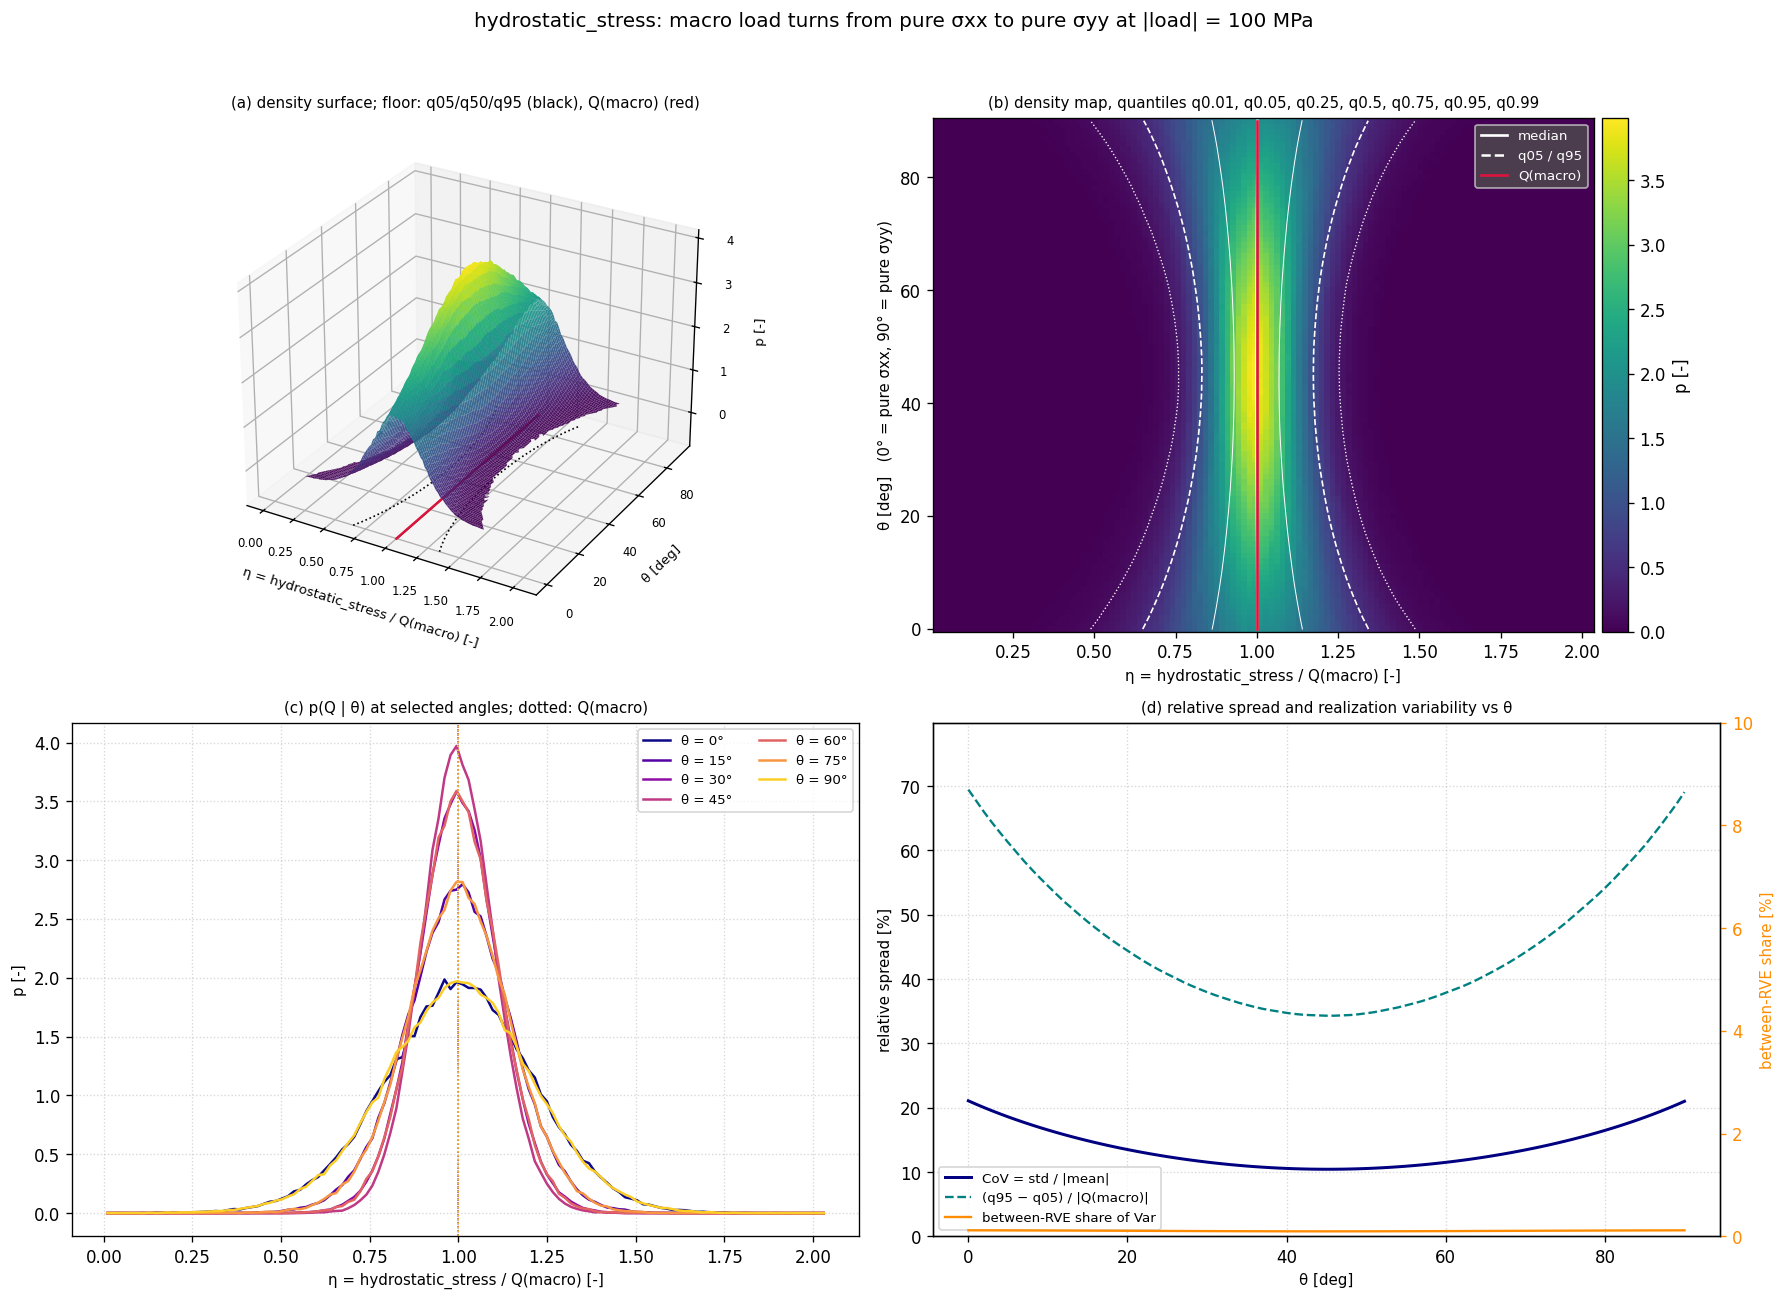 hydrostatic_stress: macro load turns from pure σxx to pure σyy at |load| = 100 MPa
(a) density surface; floor: q05/q50/q95 (black), Q(macro) (red)
4
3
2
1
0
p [-]
0.00
0.25
0.50
0.75
1.00
1.25
1.50
1.75
2.00
η = hydrostatic_stress / Q(macro) [-]
0
20
40
60
80
θ [deg]
(b) density map, quantiles q0.01, q0.05, q0.25, q0.5, q0.75, q0.95, q0.99
median
q05 / q95
Q(macro)
80
60
40
20
0
θ [deg]   (0° = pure σxx, 90° = pure σyy)
0.25 0.50 0.75 1.00 1.25 1.50 1.75 2.00
η = hydrostatic_stress / Q(macro) [-]
3.5
3.0
2.5
2.0
1.5
1.0
0.5
0.0
p [-]
(c) p(Q | θ) at selected angles; dotted: Q(macro)
θ = 0°
θ = 15°
θ = 30°
θ = 45°
θ = 60°
θ = 75°
θ = 90°
4.0
3.5
3.0
2.5
2.0
1.5
1.0
0.5
0.0
p [-]
0.00 0.25 0.50 0.75 1.00 1.25 1.50 1.75 2.00
η = hydrostatic_stress / Q(macro) [-]
(d) relative spread and realization variability vs θ
70
60
50
40
30
20
10
0
relative spread [%]
CoV = std / |mean|
(q95 − q05) / |Q(macro)|
between-RVE share of Var
0 20 40 60 80
θ [deg]
10
8
6
4
2
0
between-RVE share [%]